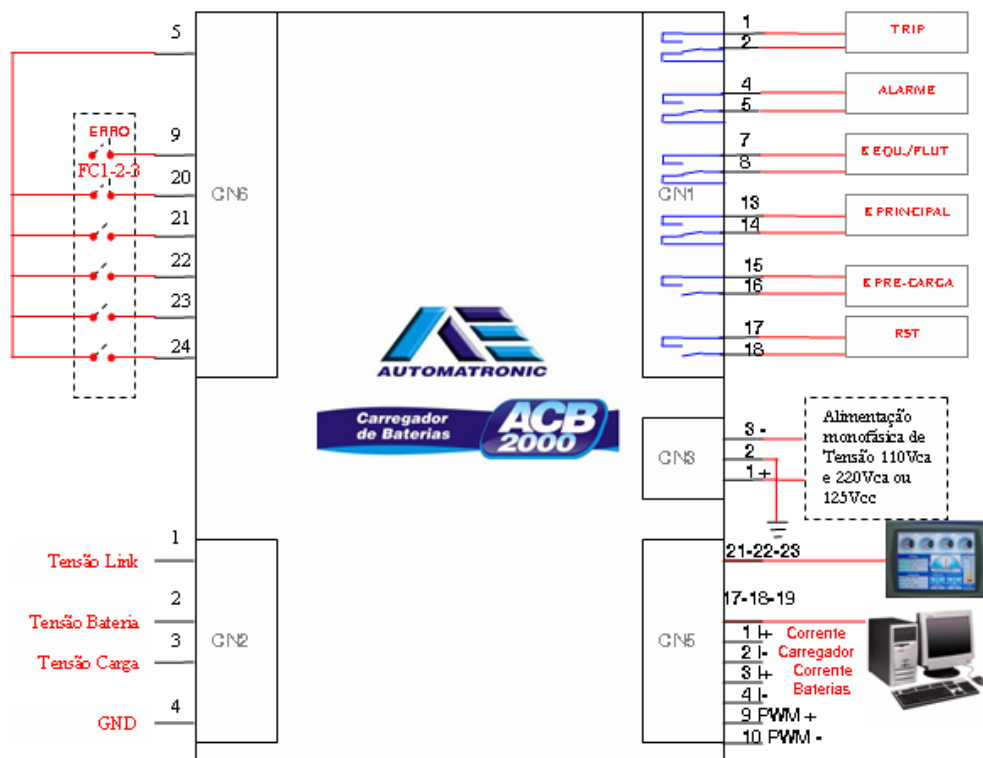 5
ERRO
9
FC1-2-3
20
21
22
23
24
CN6
CN1
1
2
TRIP
4
5
ALARME
7
8
K EQU./FLUT
13
14
K PRINCIPAL
15
16
K PRE-CARGA
17
18
RST
AUTOMATRONIC
Carregador
de Baterias
ACB
2000
CN3
3 -
2
1 +
Alimentação
monofásica de
Tensão 110Vca
e 220Vca ou
125Vcc
1
Tensão Link
2
Tensão Bateria
3
Tensão Carga
4
GND
CN2
CN5
21-22-23
17-18-19
1 I+ Corrente
2 I- Carregador
3 I+ Corrente
4 I- Baterias
9 PWM +
10 PWM -